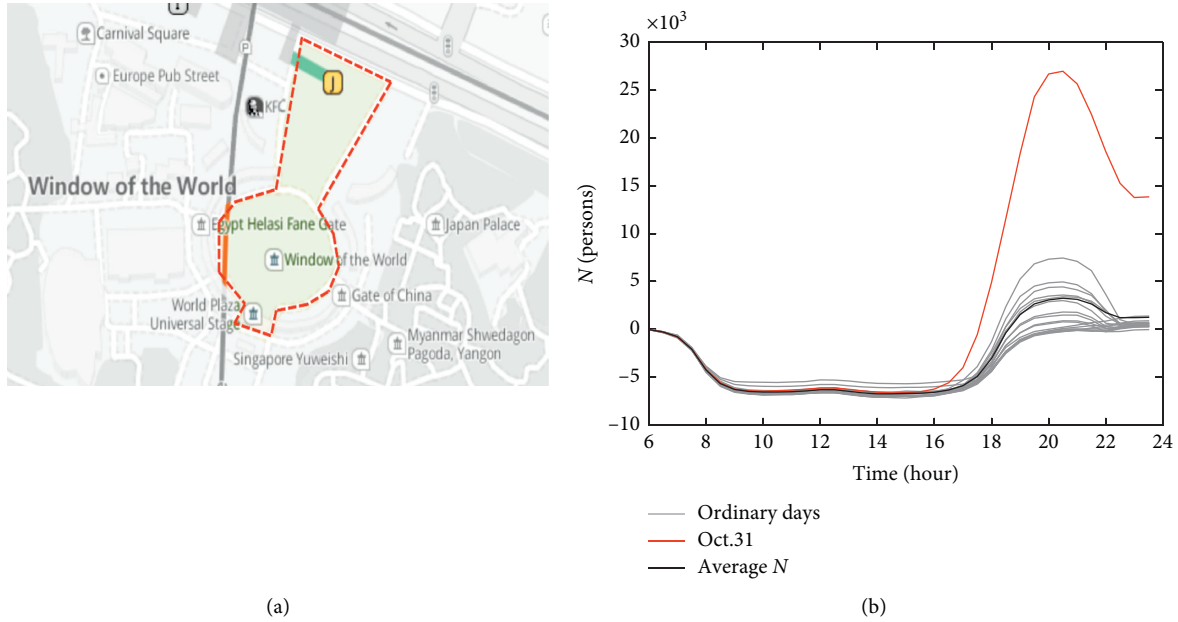 Carnival Square
Europe Pub Street
P
J
KFC
Window of the World
Egypt Helasi Fane Gate
Japan Palace
Window of the World
Gate of China
World Plaza
Universal Stage
Myanmar Shwedagon
Pagoda, Yangon
Singapore Yuweishi
(a)
×10³
30
25
20
15
10
5
0
−5
−10
N (persons)
6
8
10
12
14
16
18
20
22
24
Time (hour)
Ordinary days
Oct.31
Average N
(b)